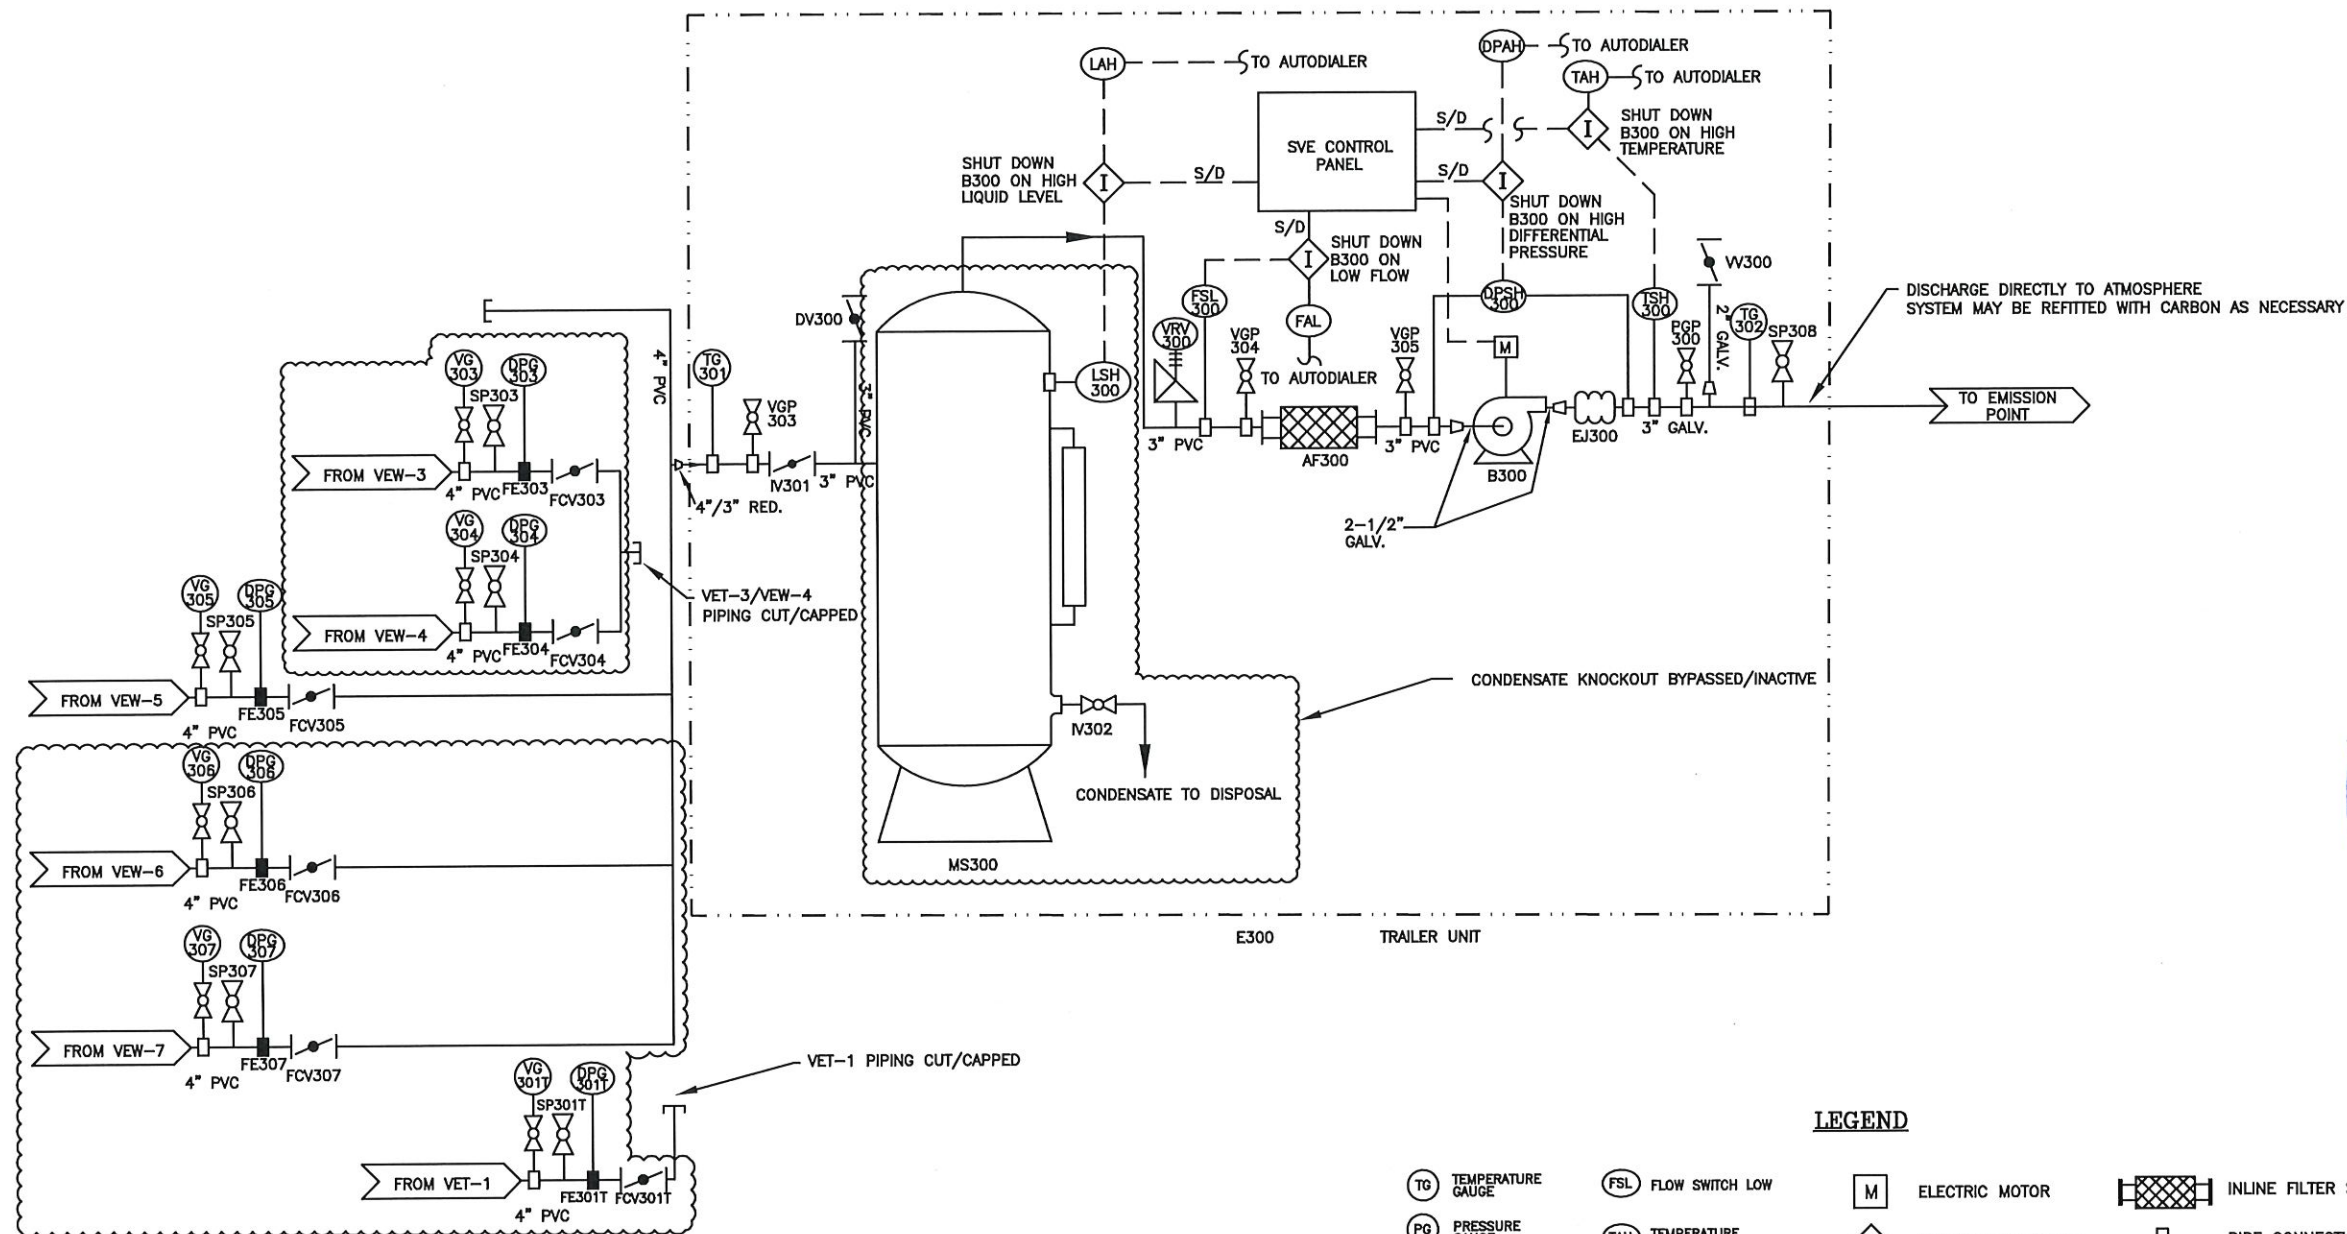 LAH
TO AUTODIALER
DPAH
TO AUTODIALER
TAH
TO AUTODIALER
SVE CONTROL
PANEL
S/D
I
SHUT DOWN
B300 ON HIGH
TEMPERATURE
SHUT DOWN
B300 ON HIGH
LIQUID LEVEL
I
S/D
S/D
I
SHUT DOWN
B300 ON HIGH
DIFFERENTIAL
PRESSURE
S/D
I
SHUT DOWN
B300 ON
LOW FLOW
VV300
2" GALV.
DISCHARGE DIRECTLY TO ATMOSPHERE
SYSTEM MAY BE REFITTED WITH CARBON AS NECESSARY
DV300
3" PVC
FSL
300
VRV
300
VGP
304
FAL
TO AUTODIALER
VGP
305
DPSH
300
M
TSH
300
PGP
300
TG
302
SP308
LSH
300
3" PVC
AF300
3" PVC
B300
EJ300
3" GALV.
TO EMISSION
POINT
2-1/2"
GALV.
4" PVC
TG
301
VGP
303
IV301
3" PVC
4"/3" RED.
VG
303
SP303
DPG
303
FROM VEW-3
4" PVC
FE303
FCV303
VG
304
SP304
DPG
304
FROM VEW-4
4" PVC
FE304
FCV304
VET-3/VEW-4
PIPING CUT/CAPPED
VG
305
SP305
DPG
305
FROM VEW-5
4" PVC
FE305
FCV305
CONDENSATE KNOCKOUT BYPASSED/INACTIVE
IV302
CONDENSATE TO DISPOSAL
MS300
VG
306
SP306
DPG
306
FROM VEW-6
4" PVC
FE306
FCV306
E300
TRAILER UNIT
VG
307
SP307
DPG
307
FROM VEW-7
4" PVC
FE307
FCV307
VET-1 PIPING CUT/CAPPED
VG
301T
SP301T
DPG
301T
FROM VET-1
4" PVC
FE301T
FCV301T
LEGEND
TG
TEMPERATURE
GAUGE
FSL
FLOW SWITCH LOW
M
ELECTRIC MOTOR
INLINE FILTER
PG
PRESSURE
TEMPERATURE